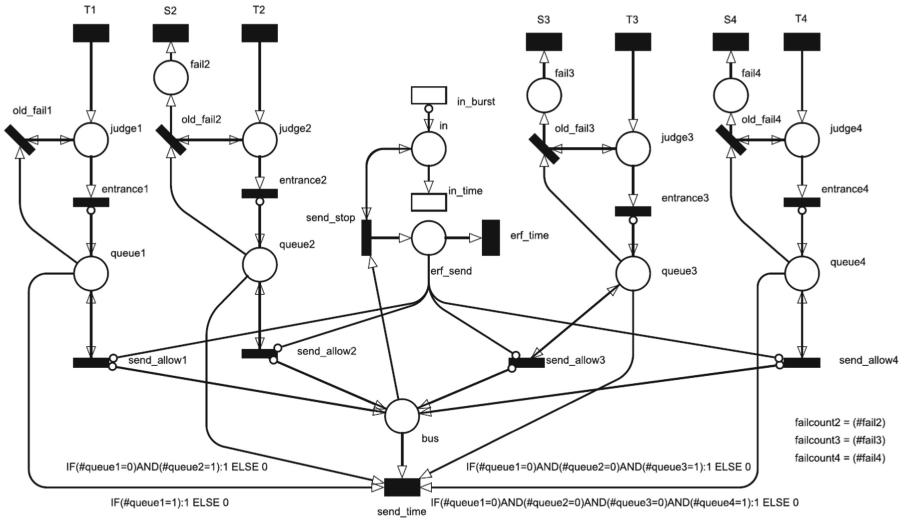 T1
S2
T2
S3
T3
S4
T4
fail2
fail3
fail4
old_fail1
judge1
old_fail2
judge2
in_burst
in
old_fail3
judge3
old_fail4
judge4
entrance1
entrance2
in_time
entrance3
entrance4
send_stop
erf_time
queue1
queue2
erf_send
queue3
queue4
send_allow1
send_allow2
send_allow3
send_allow4
bus
failcount2 = (#fail2)
failcount3 = (#fail3)
failcount4 = (#fail4)
IF(#queue1=0)AND(#queue2=1):1 ELSE 0
IF(#queue1=0)AND(#queue2=0)AND(#queue3=1):1 ELSE 0
IF(#queue1=1):1 ELSE 0
IF(#queue1=0)AND(#queue2=0)AND(#queue3=0)AND(#queue4=1):1 ELSE 0
send_time